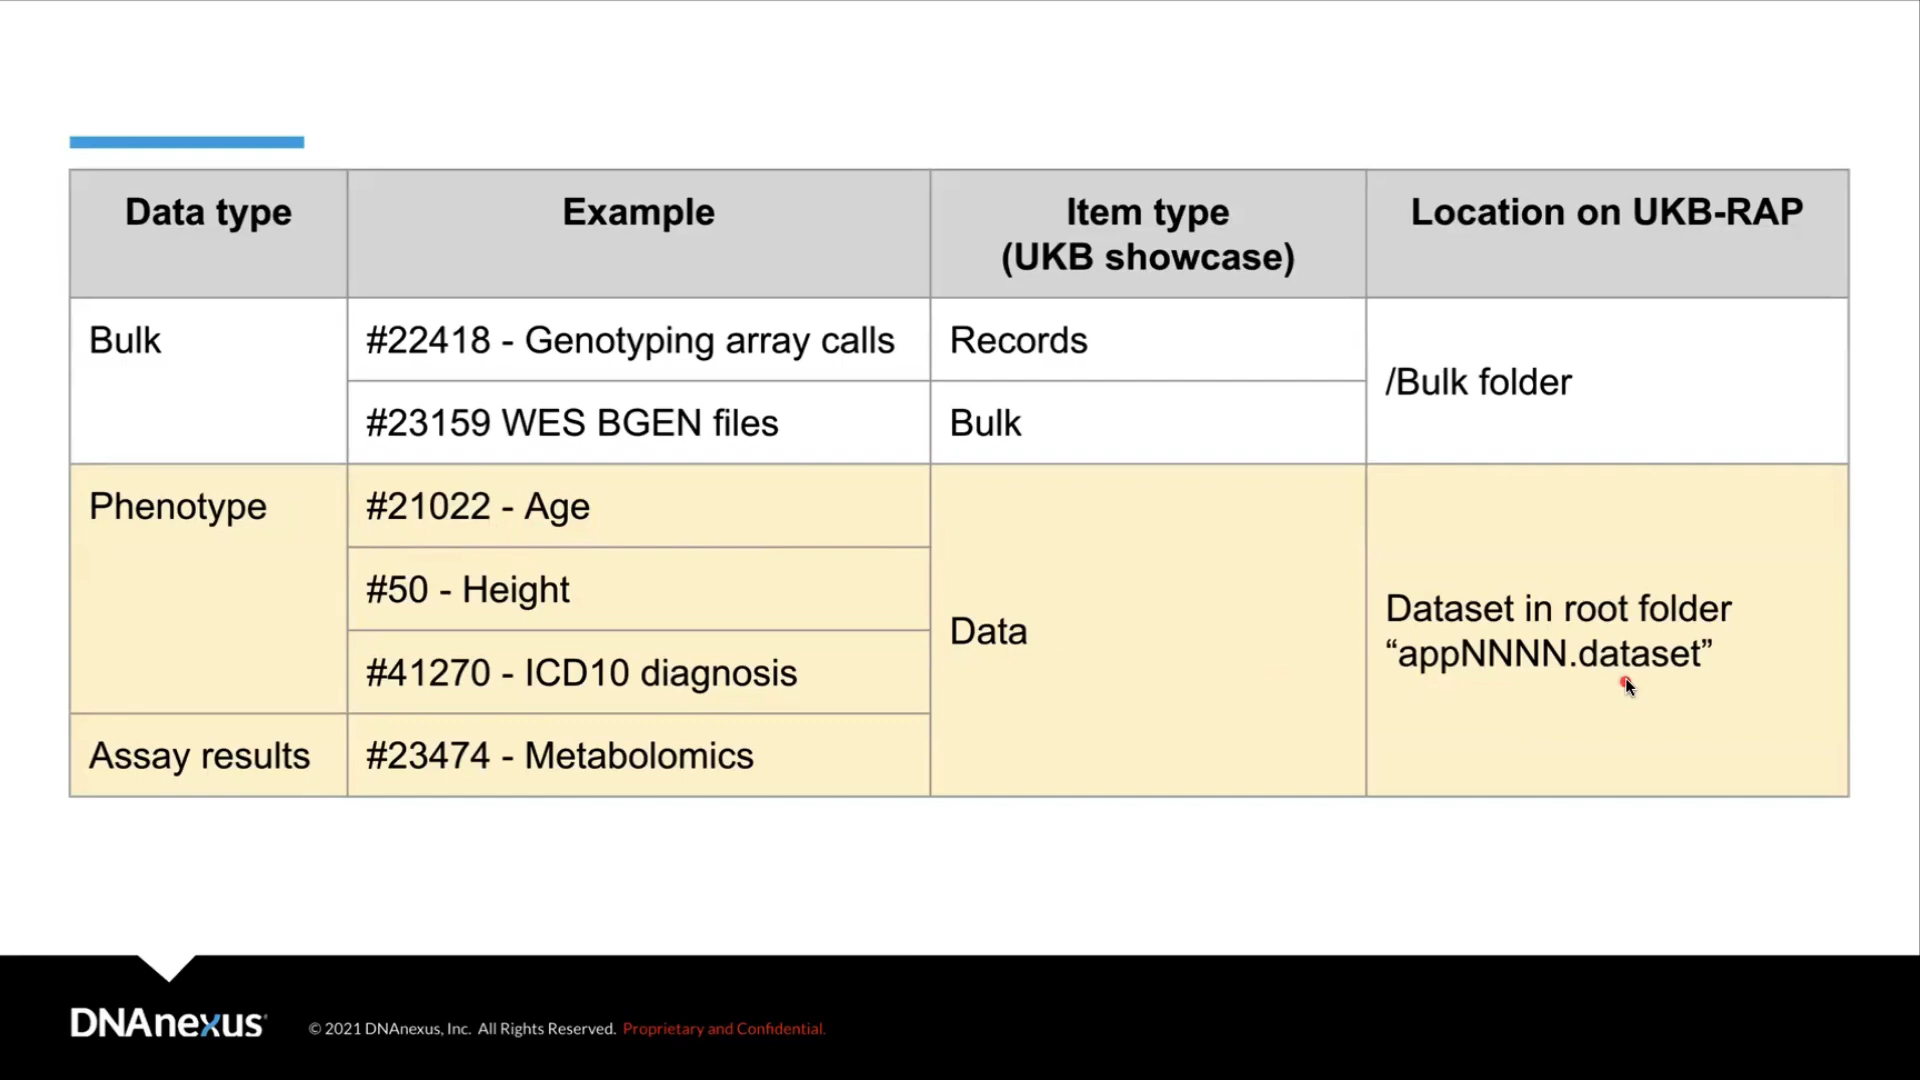 Data type
Example
Item type
(UKB showcase)
Location on UKB-RAP
Bulk
#22418 - Genotyping array calls
Records
/Bulk folder
#23159 WES BGEN files
Bulk
Phenotype
#21022 - Age
#50 - Height
Data
Dataset in root folder
“appNNNN.dataset”
#41270 - ICD10 diagnosis
Assay results
#23474 - Metabolomics
DNAnexus
© 2021 DNAnexus, Inc. All Rights Reserved. Proprietary and Confidential.